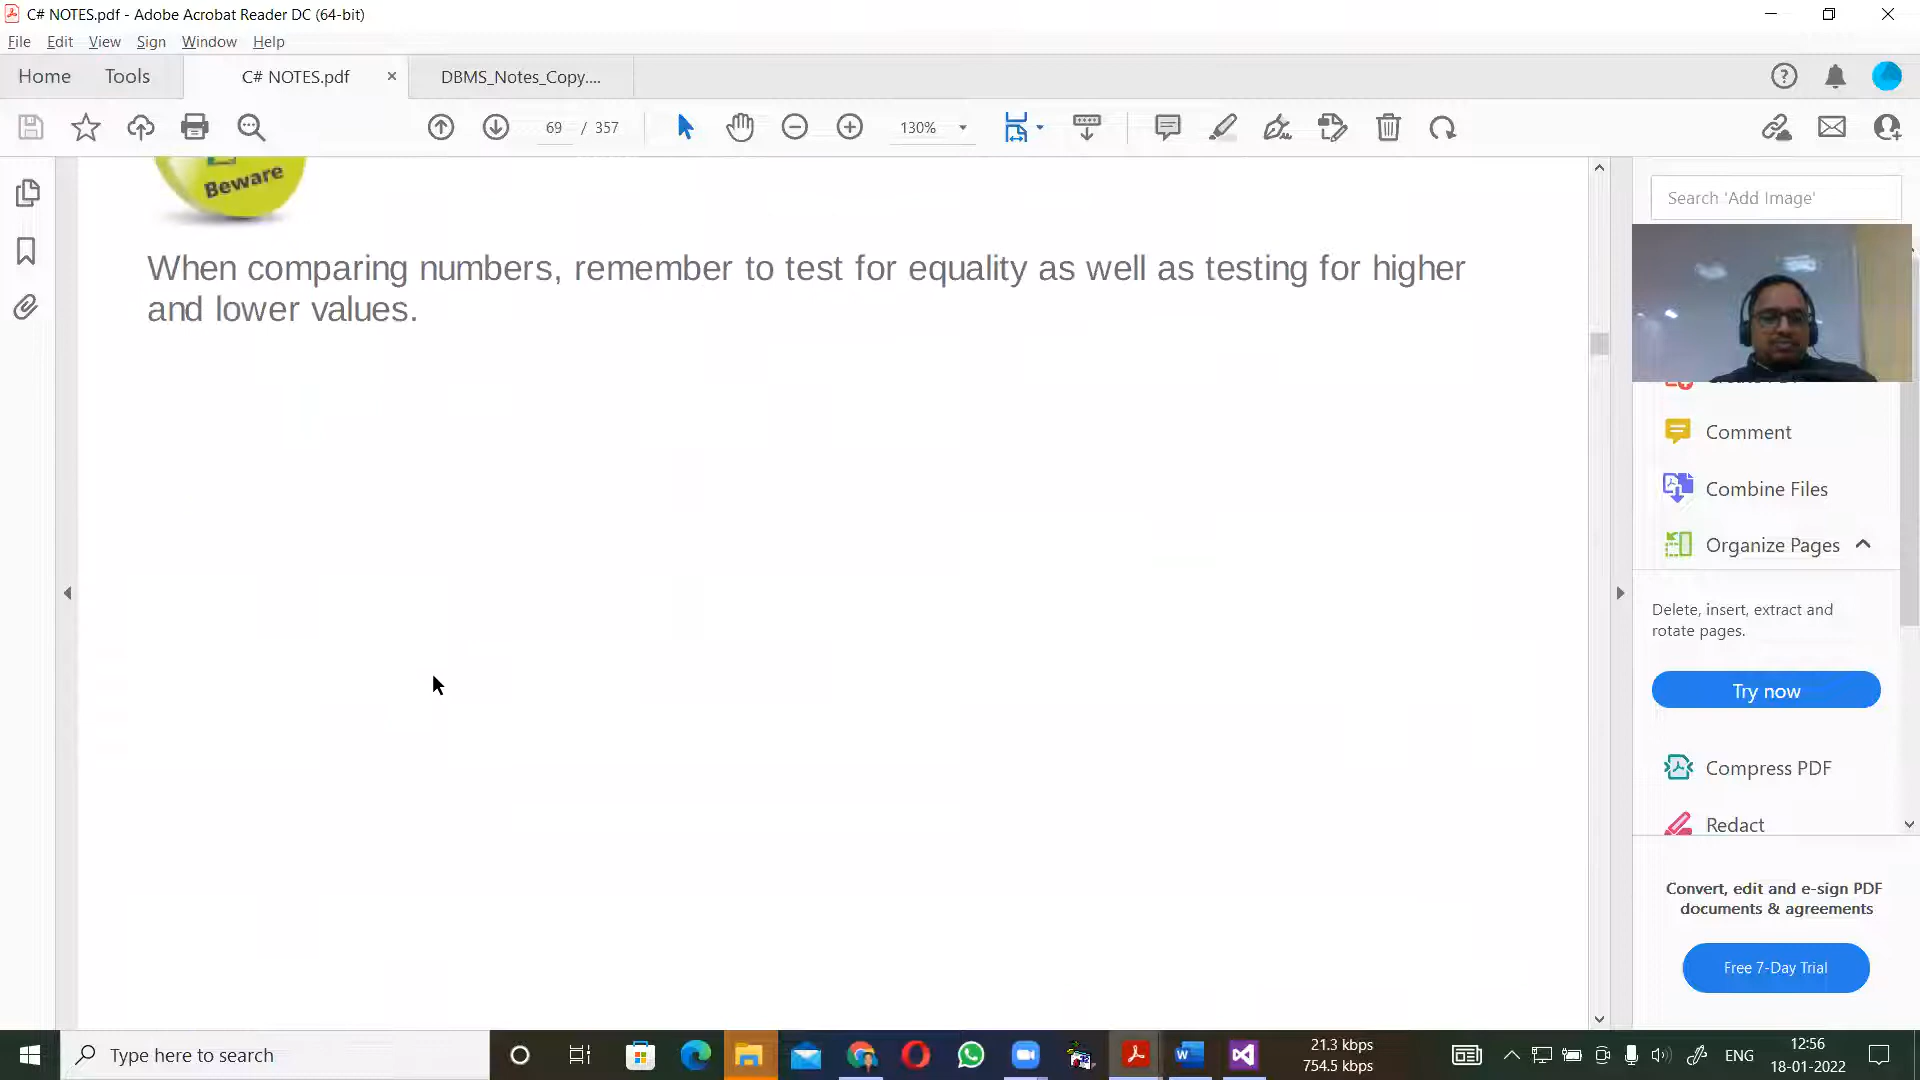 C# NOTES.pdf - Adobe Acrobat Reader DC (64-bit)
File Edit View Sign Window Help
Home Tools C# NOTES.pdf DBMS_Notes_Copy....
69 / 357 130%
Search 'Add Image'
Beware
When comparing numbers, remember to test for equality as well as testing for higher
and lower values.
Comment
Combine Files
Organize Pages
Delete, insert, extract and
rotate pages.
Try now
Compress PDF
Redact
Convert, edit and e-sign PDF
documents & agreements
Free 7-Day Trial
Type here to search
21.3 kbps
754.5 kbps
ENG
12:56
18-01-2022